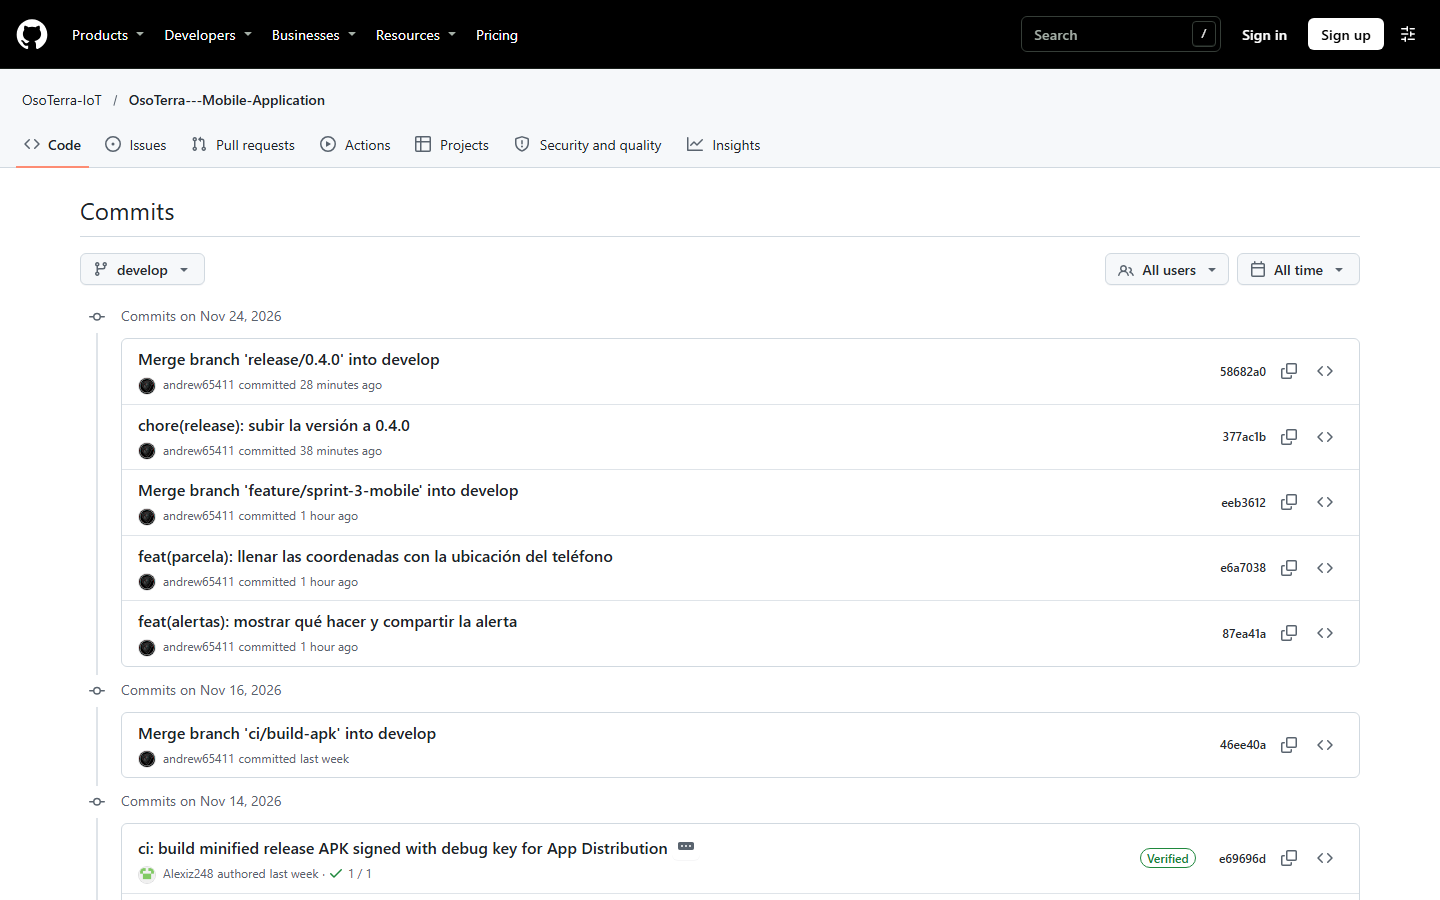 Products Developers Businesses Resources Pricing Search / Sign in Sign up
OsoTerra-IoT / OsoTerra---Mobile-Application
Code Issues Pull requests Actions Projects Security and quality Insights
Commits
develop All users All time
Commits on Nov 24, 2026
Merge branch 'release/0.4.0' into develop
andrew65411 committed 28 minutes ago
58682a0
chore(release): subir la versión a 0.4.0
andrew65411 committed 38 minutes ago
377ac1b
Merge branch 'feature/sprint-3-mobile' into develop
andrew65411 committed 1 hour ago
eeb3612
feat(parcela): llenar las coordenadas con la ubicación del teléfono
andrew65411 committed 1 hour ago
e6a7038
feat(alertas): mostrar qué hacer y compartir la alerta
andrew65411 committed 1 hour ago
87ea41a
Commits on Nov 16, 2026
Merge branch 'ci/build-apk' into develop
andrew65411 committed last week
46ee40a
Commits on Nov 14, 2026
ci: build minified release APK signed with debug key for App Distribution
Alexiz248 authored last week · 1 / 1
Verified e69696d